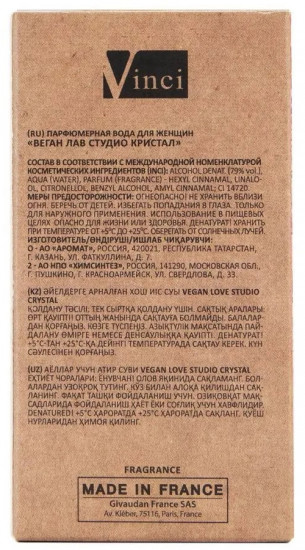 Vinci
(RU) ПАРФЮМЕРНАЯ ВОДА ДЛЯ ЖЕНЩИН
«ВЕГАН ЛАВ СТУДИО КРИСТАЛ»
СОСТАВ В СООТВЕТСТВИИ С МЕЖДУНАРОДНОЙ НОМЕНКЛАТУРОЙ
КОСМЕТИЧЕСКИХ ИНГРЕДИЕНТОВ (INCI): ALCOHOL DENAT. (79% vol.),
AQUA (WATER), PARFUM (FRAGRANCE) - HEXYL CINNAMAL, LINALO-
OL, CITRONELLOL, BENZYL ALCOHOL, AMYL CINNAMAL; CI 14720.
МЕРЫ ПРЕДОСТОРОЖНОСТИ: ОГНЕОПАСНО! НЕ ХРАНИТЬ ВБЛИЗИ
ОГНЯ. БЕРЕЧЬ ОТ ДЕТЕЙ. ИЗБЕГАТЬ ПОПАДАНИЯ В ГЛАЗА. ТОЛЬКО
ДЛЯ НАРУЖНОГО ПРИМЕНЕНИЯ. ИСПОЛЬЗОВАНИЕ В ПИЩЕВЫХ
ЦЕЛЯХ ОПАСНО ДЛЯ ЖИЗНИ ИЛИ ЗДОРОВЬЯ. ДЕНАТУРАТ! ХРАНИТЬ
ПРИ ТЕМПЕРАТУРЕ ОТ +5°С ДО +25°С. ОБЕРЕГАТЬ ОТ СОЛНЕЧНЫХ ЛУЧЕЙ.
ИЗГОТОВИТЕЛЬ/ӨНДІРУШІ/ИШЛАБ ЧИҚАРУВЧИ:
О - АО «АРОМАТ», РОССИЯ, 420021, РЕСПУБЛИКА ТАТАРСТАН,
Г. КАЗАНЬ, УЛ. ФАТКУЛЛИНА, Д. 7.
2 - АО НПО «ХИМСИНТЕЗ», РОССИЯ, 141290, МОСКОВСКАЯ ОБЛ.,
Г. ПУШКИНО, Г. КРАСНОАРМЕЙСК, УЛ. СВЕРДЛОВА, Д. 33.
(KZ) ӘЙЕЛДЕРГЕ АРНАЛҒАН ХОШ ИІС СУЫ VEGAN LOVE STUDIO
CRYSTAL
ҚОЛДАНУ ТӘСІЛІ: ТЕК СЫРТҚА ҚОЛДАНУ ҮШІН. САҚТЫҚ ШАРАЛАРЫ:
ӨРТ ҚАУІПТІ! ОТТЫҢ ЖАНЫНДА САҚТАУҒА БОЛМАЙДЫ. БАЛАЛАР-
ДАН ҚОРҒАҢЫЗ. КӨЗГЕ ТҮСПЕҢІЗ. АЗЫҚТҮЛІК МАҚСАТЫНДА ПАЙ-
ДАЛАНУ ӨМІРГЕ НЕМЕСЕ ДЕНСАУЛЫҚҚА ҚАУІПТІ. ДЕНАТУРАТ!
+5°С-ТАН +25°С-ҚА ДЕЙІНГІ ТЕМПЕРАТУРАДА САҚТАУ КЕРЕК. КҮН
СӘУЛЕСІНЕН ҚОРҒАҢЫЗ.
(UZ) АЁЛЛАР УЧУН АТИР СУВИ VEGAN LOVE STUDIO CRYSTAL
ЕҲТИЁТ ЧОРАЛАРИ: ЁНУВЧАН! ОЛОВ ЯҚИНИДА САҚЛАМАНГ. БО-
ЛАЛАРДАН УЗОҚРОҚ ТУТИНГ. КЎЗ БИЛАН АЛОҚА ҚИЛИШДАН САҚ-
ЛАНИНГ. ФАҚАТ ТАШҚИ ФОЙДАЛАНИШ УЧУН. ОЗИҚОВҚАТ МАҚ-
САДЛАРИДА ФОЙДАЛАНИШ ҲАЁТ ЁКИ СОҒЛИҚ УЧУН ХАВФЛИДИР.
DENATURED! +5°С ҲАРОРАТДА +25°С ҲАРОРАТДА САҚЛАНГ. ҚУЁШ
НУРЛАРИДАН ҲИМОЯ ҚИЛИНГ.
FRAGRANCE
MADE IN FRANCE
Givaudan France SAS
Av. Kléber, 75116, Paris, France